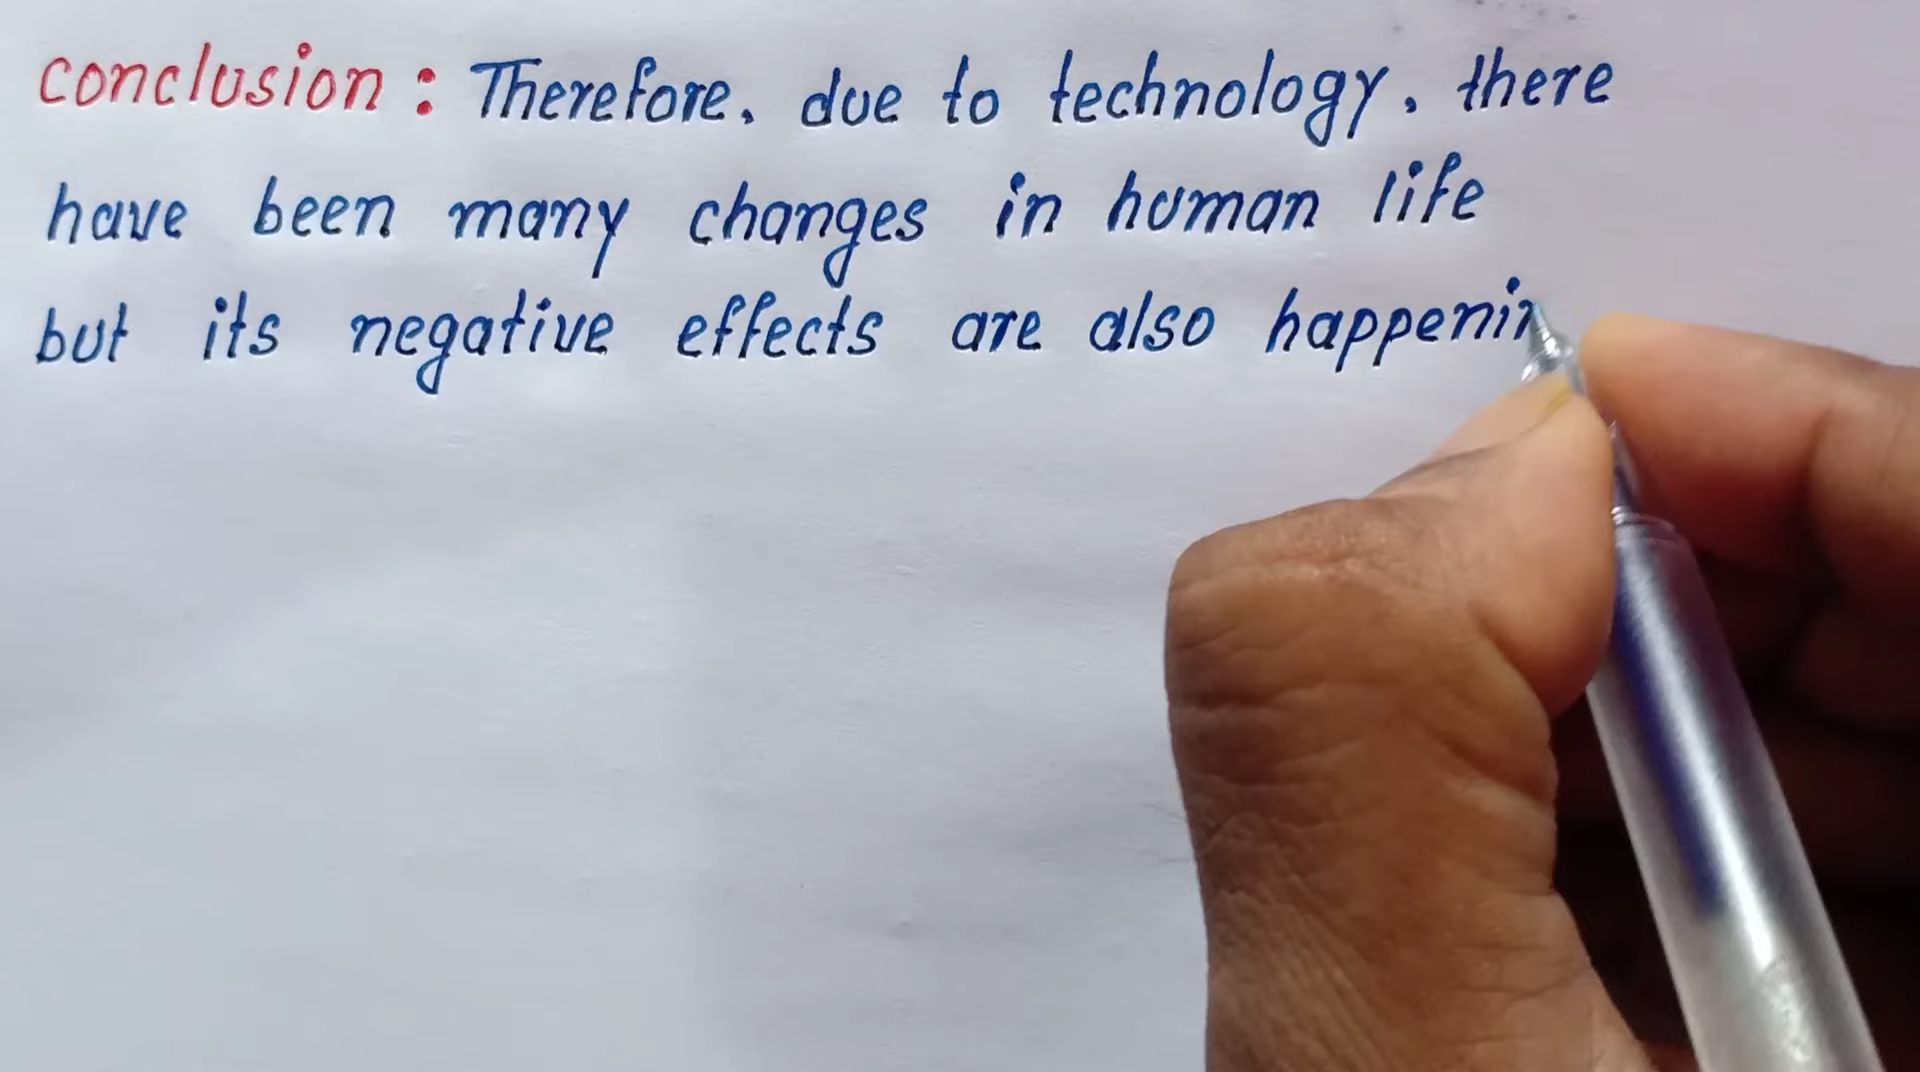 conclusion : Therefore, due to technology, there
have been many changes in human life
but its negative effects are also happenin